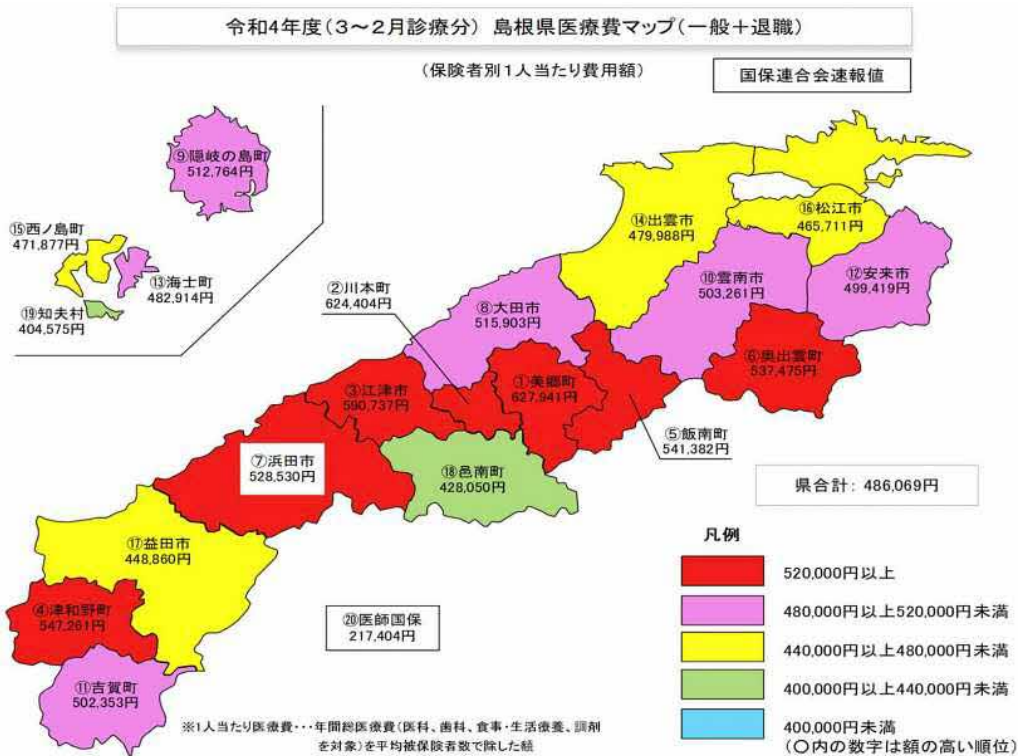 令和4年度(3~2月診療分) 島根県医療費マップ(一般+退職)
(保険者別1人当たり費用額)
国保連合会速報値
⑨隠岐の島町
512,764円
⑮西ノ島町
471,877円
⑬海士町
482,914円
⑲知夫村
404,575円
⑭出雲市
479,988円
⑯松江市
465,711円
⑩雲南市
503,261円
⑫安来市
499,419円
②川本町
624,404円
⑧大田市
515,903円
⑥奥出雲町
537,475円
③江津市
590,737円
①美郷町
627,941円
⑤飯南町
541,382円
⑦浜田市
528,530円
⑱邑南町
428,050円
県合計: 486,069円
⑰益田市
448,860円
④津和野町
547,261円
⑳医師国保
217,404円
⑪吉賀町
502,353円
凡例
520,000円以上
480,000円以上520,000円未満
440,000円以上480,000円未満
400,000円以上440,000円未満
400,000円未満
(○内の数字は額の高い順位)
※1人当たり医療費・・・年間総医療費(医科、歯科、食事・生活療養、調剤
を対象)を平均被保険者数で除した額